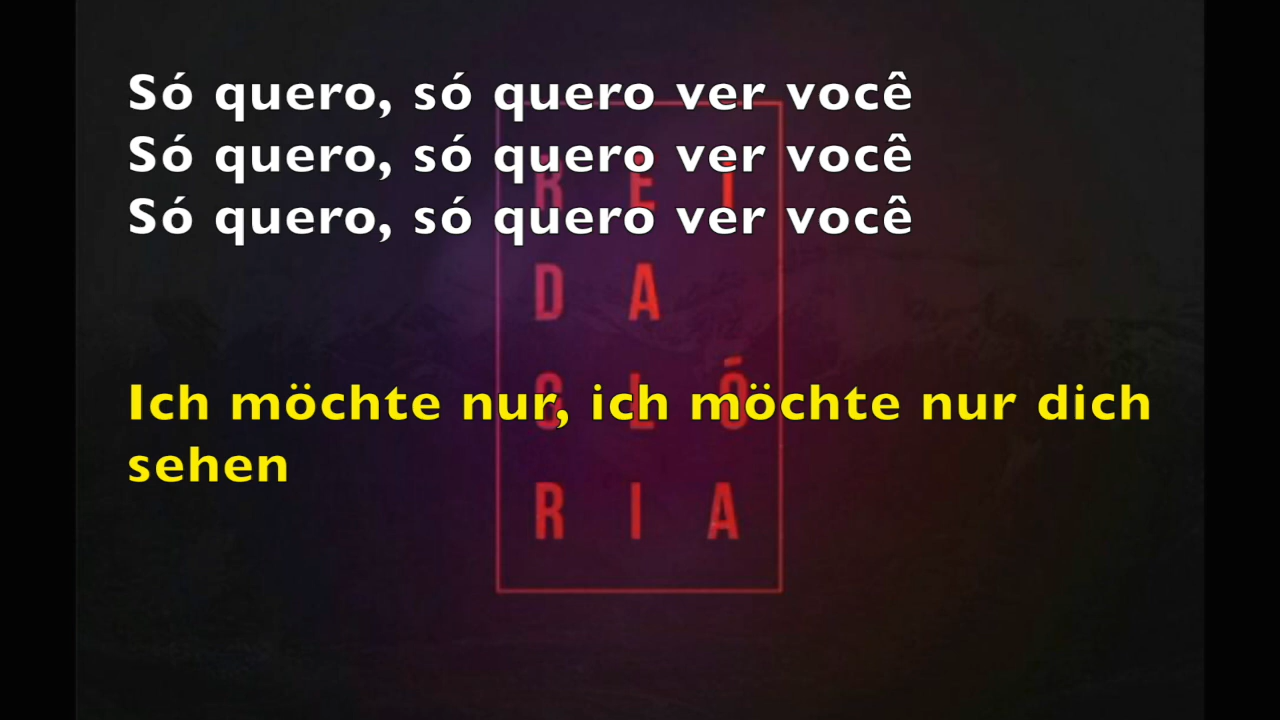 Só quero, só quero ver você
Só quero, só quero ver você
Só quero, só quero ver você
REI
DA
GLÓ
RIA
Ich möchte nur, ich möchte nur dich
sehen